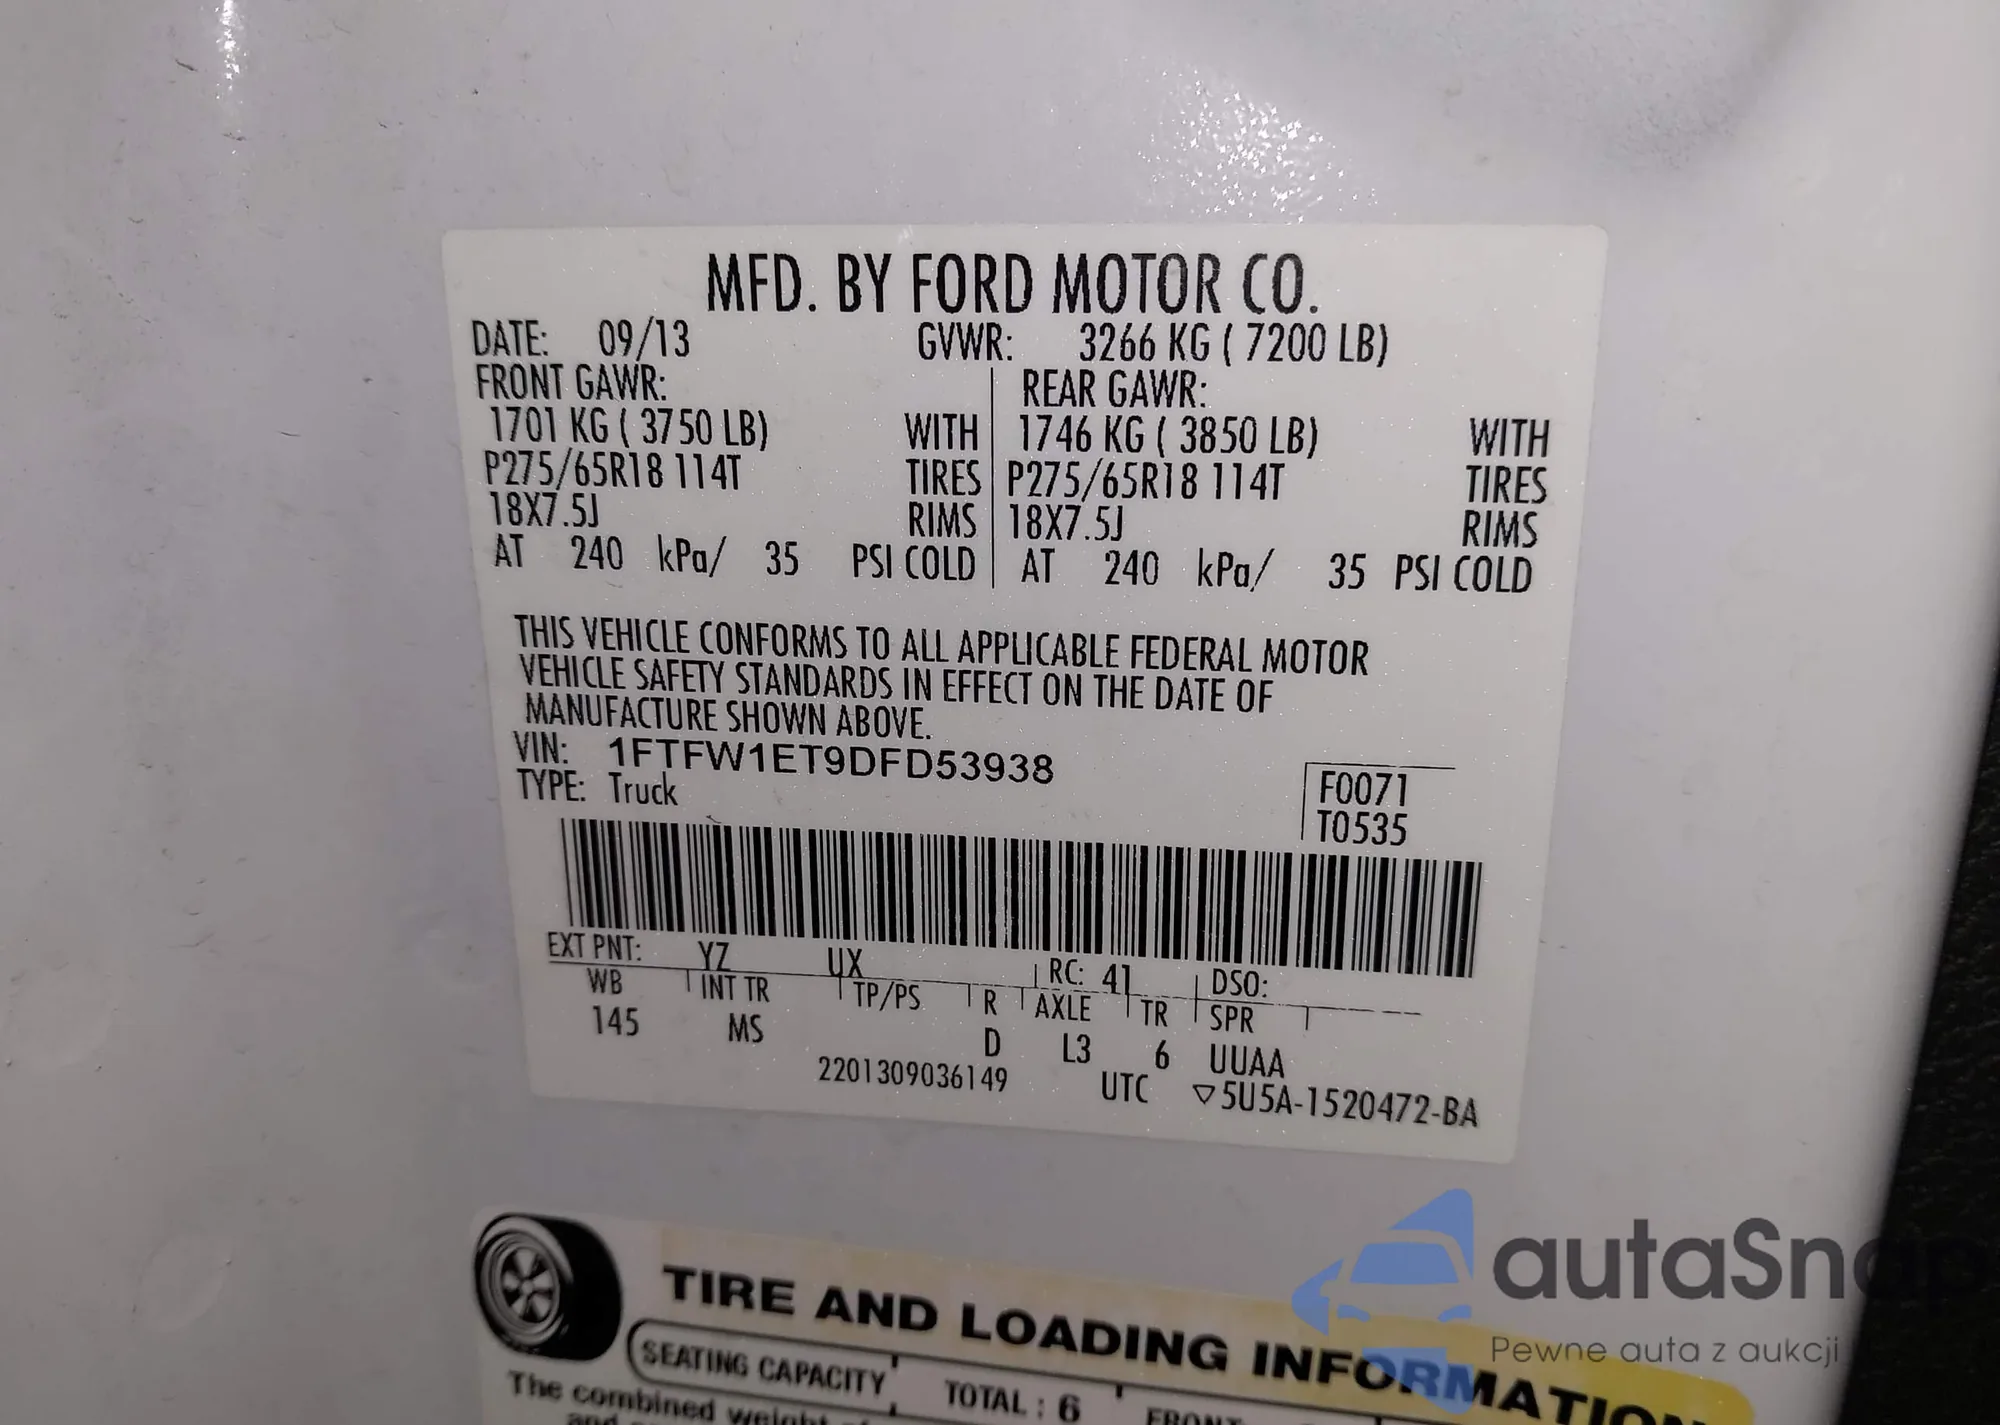 MFD. BY FORD MOTOR CO.
DATE: 09/13 GVWR: 3266 KG ( 7200 LB)
FRONT GAWR: REAR GAWR:
1701 KG ( 3750 LB) WITH 1746 KG ( 3850 LB) WITH
P275/65R18 114T TIRES P275/65R18 114T TIRES
18X7.5J RIMS 18X7.5J RIMS
AT 240 kPa/ 35 PSI COLD AT 240 kPa/ 35 PSI COLD
THIS VEHICLE CONFORMS TO ALL APPLICABLE FEDERAL MOTOR
VEHICLE SAFETY STANDARDS IN EFFECT ON THE DATE OF
MANUFACTURE SHOWN ABOVE.
VIN: 1FTFW1ET9DFD53938
TYPE: Truck
F0071
T0535
EXT PNT: YZ UX RC: 41 DSO:
WB INT TR TP/PS R AXLE TR SPR
145 MS D L3 6 UUAA
2201309036149 UTC ▽5U5A-1520472-BA
TIRE AND LOADING INFORMATION
SEATING CAPACITY TOTAL : 6 FRONT
The combined weight
and
autaSnap
Pewne auta z aukcji